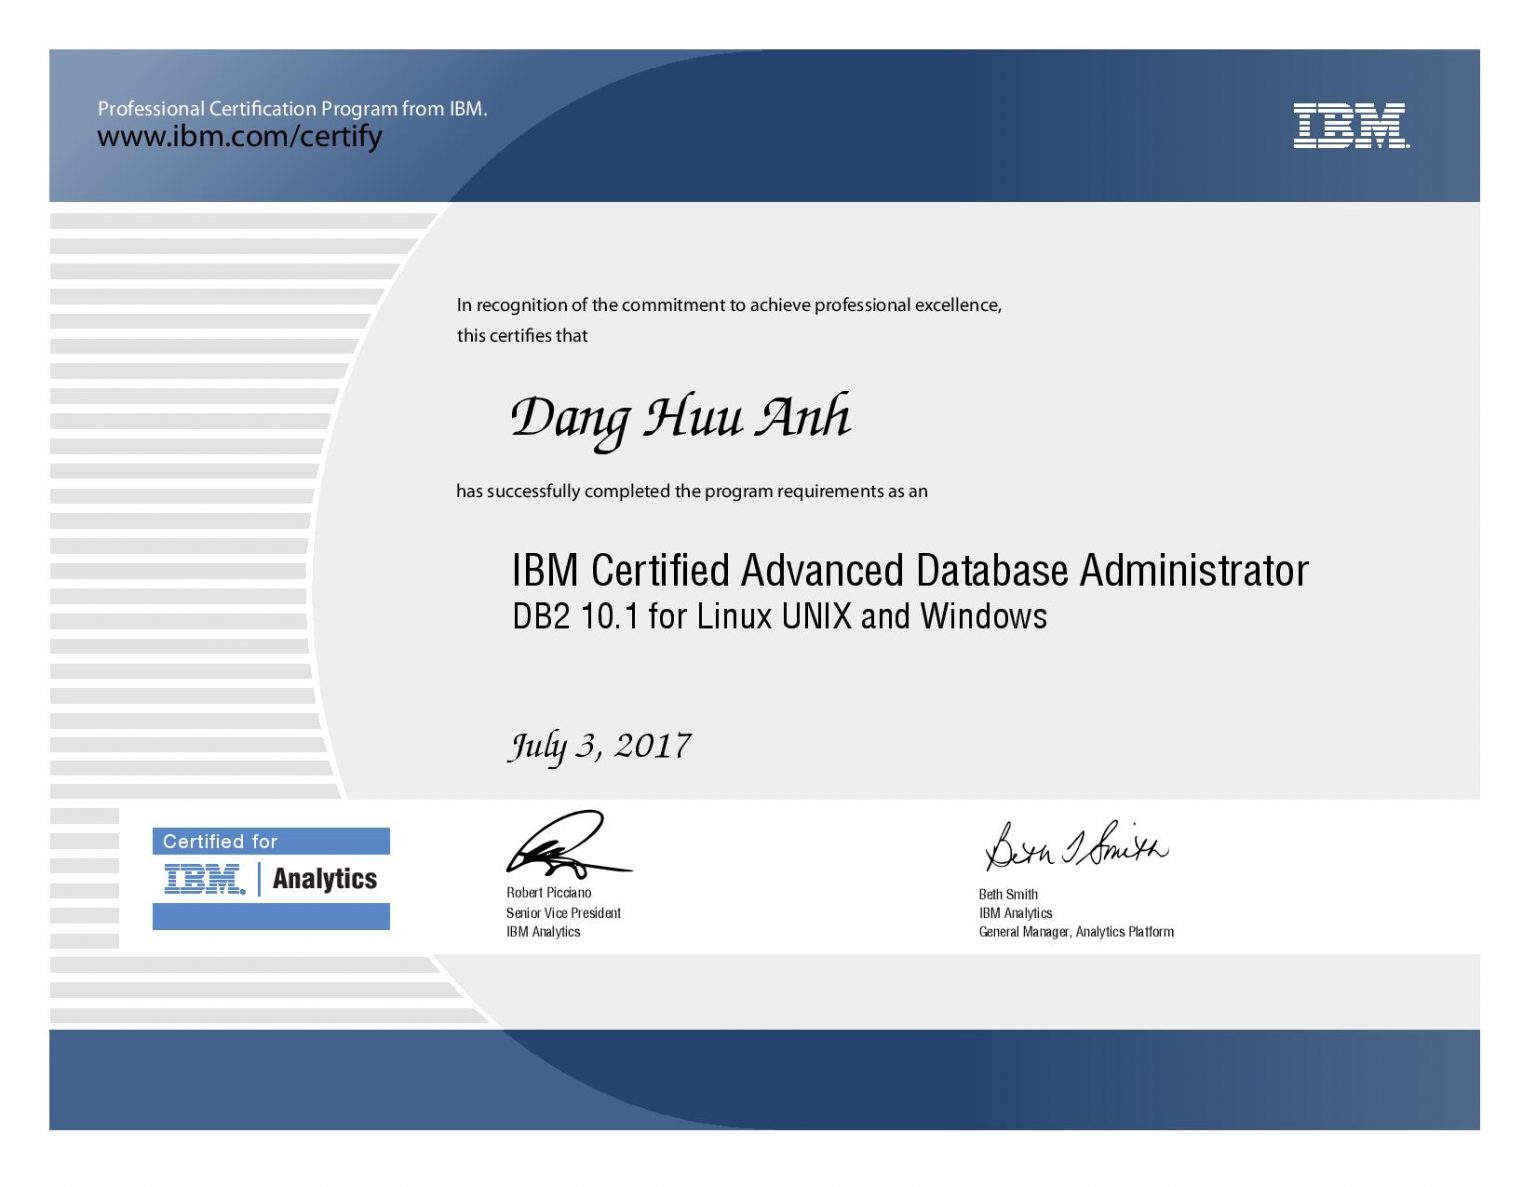 Professional Certification Program from IBM.
www.ibm.com/certify
IBM.
In recognition of the commitment to achieve professional excellence,
this certifies that
Dang Huu Anh
has successfully completed the program requirements as an
IBM Certified Advanced Database Administrator
DB2 10.1 for Linux UNIX and Windows
July 3, 2017
Certified for
IBM. Analytics
Robert Picciano
Senior Vice President
IBM Analytics
Beth Smith
Beth Smith
IBM Analytics
General Manager, Analytics Platform